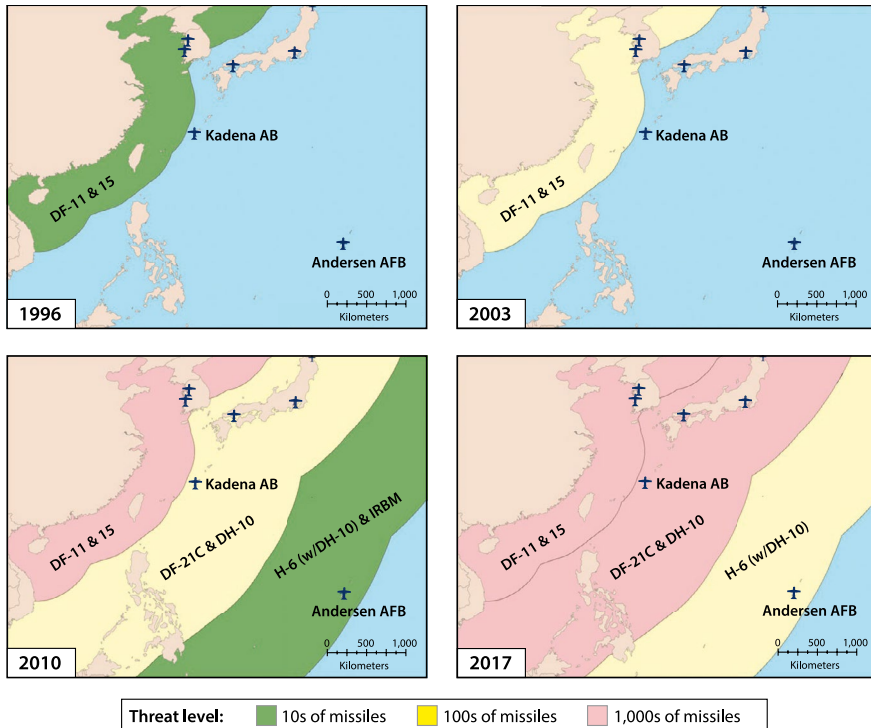 Kadena AB
DF-11 & 15
Andersen AFB
0 500 1,000
Kilometers
1996
Kadena AB
DF-11 & 15
Andersen AFB
0 500 1,000
Kilometers
2003
Kadena AB
DF-11 & 15
DF-21C & DH-10
H-6 (w/DH-10) & IRBM
Andersen AFB
0 500 1,000
Kilometers
2010
Kadena AB
DF-11 & 15
DF-21C & DH-10
H-6 (w/DH-10)
Andersen AFB
0 500 1,000
Kilometers
2017
Threat level: 10s of missiles 100s of missiles 1,000s of missiles